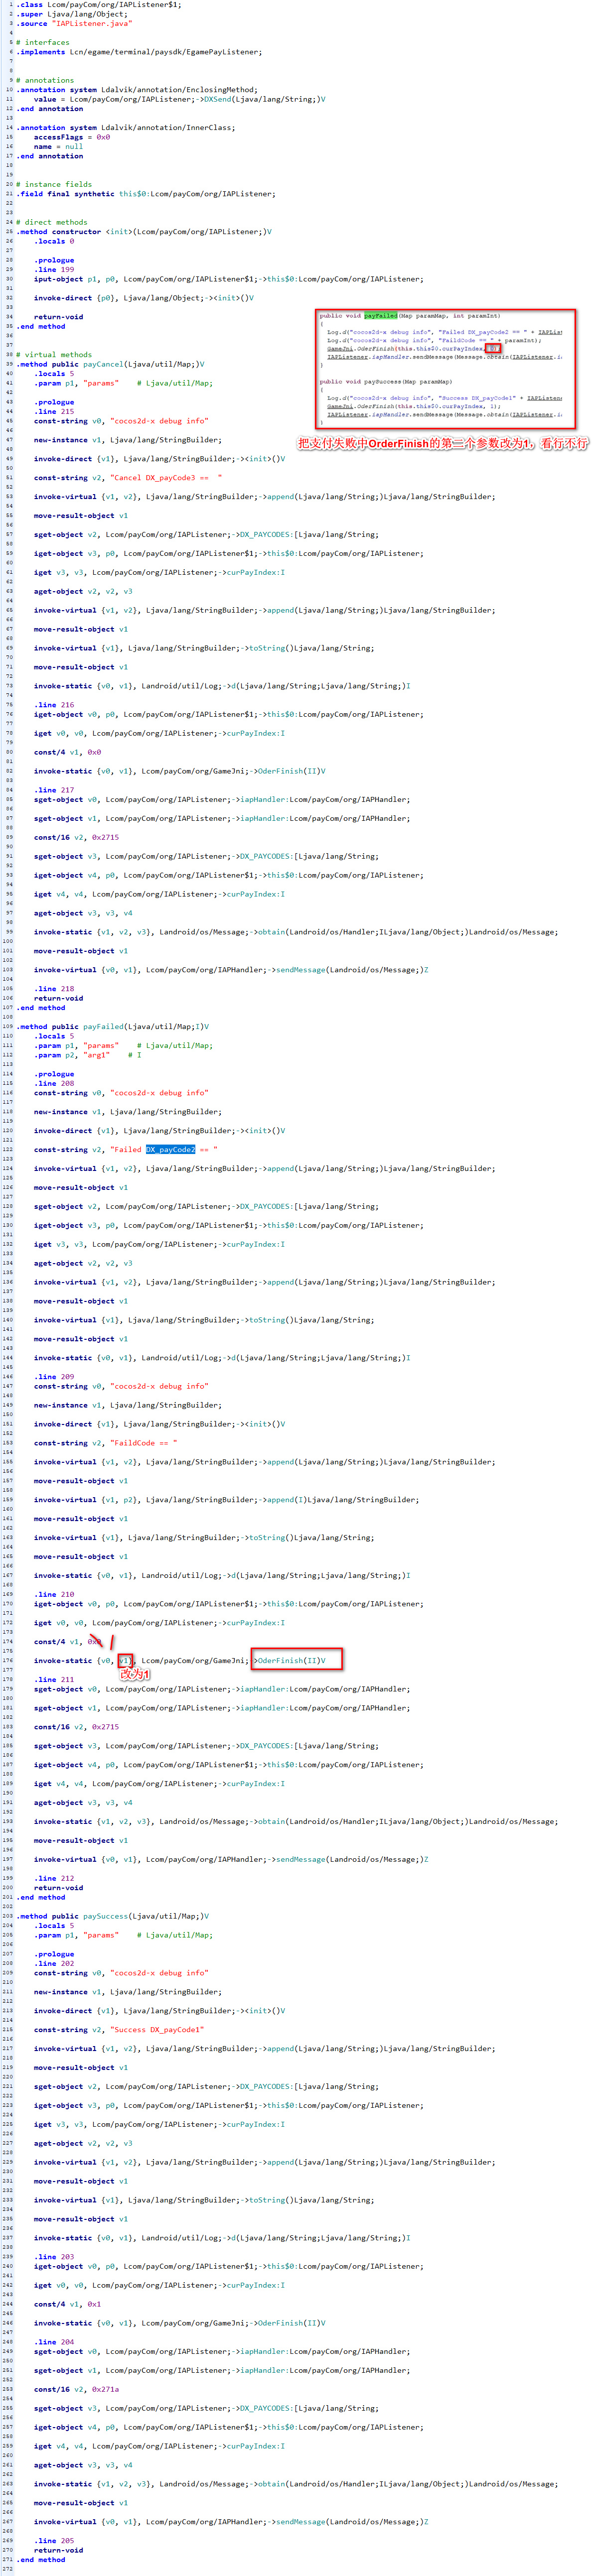 1 .class Lcom/payCom/org/IAPListener$1;
2 .super Ljava/lang/Object;
3 .source "IAPListener.java"
4
5 # interfaces
6 .implements Lcn/egame/terminal/paysdk/EgamePayListener;
7
8
9 # annotations
10 .annotation system Ldalvik/annotation/EnclosingMethod;
11 value = Lcom/payCom/org/IAPListener;->DXSend(Ljava/lang/String;)V
12 .end annotation
13
14 .annotation system Ldalvik/annotation/InnerClass;
15 accessFlags = 0x0
16 name = null
17 .end annotation
18
19
20 # instance fields
21 .field final synthetic this$0:Lcom/payCom/org/IAPListener;
22
23
24 # direct methods
25 .method constructor <init>(Lcom/payCom/org/IAPListener;)V
26 .locals 0
27
28 .prologue
29 .line 199
30 iput-object p1, p0, Lcom/payCom/org/IAPListener$1;->this$0:Lcom/payCom/org/IAPListener;
31
32 invoke-direct {p0}, Ljava/lang/Object;-><init>()V
33
34 return-void
35 .end method
36
37
38 # virtual methods
39 .method public payCancel(Ljava/util/Map;)V
40 .locals 5
41 .param p1, "params" # Ljava/util/Map;
42
43 .prologue
44 .line 215
45 const-string v0, "cocos2d-x debug info"
46
47 new-instance v1, Ljava/lang/StringBuilder;
48
49 invoke-direct {v1}, Ljava/lang/StringBuilder;-><init>()V
50
51 const-string v2, "Cancel DX_payCode3 ==  "
52
53 invoke-virtual {v1, v2}, Ljava/lang/StringBuilder;->append(Ljava/lang/String;)Ljava/lang/StringBuilder;
54
55 move-result-object v1
56
57 sget-object v2, Lcom/payCom/org/IAPListener;->DX_PAYCODES:[Ljava/lang/String;
58
59 iget-object v3, p0, Lcom/payCom/org/IAPListener$1;->this$0:Lcom/payCom/org/IAPListener;
60
61 iget v3, v3, Lcom/payCom/org/IAPListener;->curPayIndex:I
62
63 aget-object v2, v2, v3
64
65 invoke-virtual {v1, v2}, Ljava/lang/StringBuilder;->append(Ljava/lang/String;)Ljava/lang/StringBuilder;
66
67 move-result-object v1
68
69 invoke-virtual {v1}, Ljava/lang/StringBuilder;->toString()Ljava/lang/String;
70
71 move-result-object v1
72
73 invoke-static {v0, v1}, Landroid/util/Log;->d(Ljava/lang/String;Ljava/lang/String;)I
74
75 .line 216
76 iget-object v0, p0, Lcom/payCom/org/IAPListener$1;->this$0:Lcom/payCom/org/IAPListener;
77
78 iget v0, v0, Lcom/payCom/org/IAPListener;->curPayIndex:I
79
80 const/4 v1, 0x0
81
82 invoke-static {v0, v1}, Lcom/payCom/org/GameJni;->OderFinish(II)V
83
84 .line 217
85 sget-object v0, Lcom/payCom/org/IAPListener;->iapHandler:Lcom/payCom/org/IAPHandler;
86
87 sget-object v1, Lcom/payCom/org/IAPListener;->iapHandler:Lcom/payCom/org/IAPHandler;
88
89 const/16 v2, 0x2715
90
91 sget-object v3, Lcom/payCom/org/IAPListener;->DX_PAYCODES:[Ljava/lang/String;
92
93 iget-object v4, p0, Lcom/payCom/org/IAPListener$1;->this$0:Lcom/payCom/org/IAPListener;
94
95 iget v4, v4, Lcom/payCom/org/IAPListener;->curPayIndex:I
96
97 aget-object v3, v3, v4
98
99 invoke-static {v1, v2, v3}, Landroid/os/Message;->obtain(Landroid/os/Handler;ILjava/lang/Object;)Landroid/os/Message;
100
101 move-result-object v1
102
103 invoke-virtual {v0, v1}, Lcom/payCom/org/IAPHandler;->sendMessage(Landroid/os/Message;)Z
104
105 .line 218
106 return-void
107 .end method
108
109 .method public payFailed(Ljava/util/Map;I)V
110 .locals 5
111 .param p1, "params" # Ljava/util/Map;
112 .param p2, "arg1" # I
113
114 .prologue
115 .line 208
116 const-string v0, "cocos2d-x debug info"
117
118 new-instance v1, Ljava/lang/StringBuilder;
119
120 invoke-direct {v1}, Ljava/lang/StringBuilder;-><init>()V
121
122 const-string v2, "Failed DX_payCode2 == "
123
124 invoke-virtual {v1, v2}, Ljava/lang/StringBuilder;->append(Ljava/lang/String;)Ljava/lang/StringBuilder;
125
126 move-result-object v1
127
128 sget-object v2, Lcom/payCom/org/IAPListener;->DX_PAYCODES:[Ljava/lang/String;
129
130 iget-object v3, p0, Lcom/payCom/org/IAPListener$1;->this$0:Lcom/payCom/org/IAPListener;
131
132 iget v3, v3, Lcom/payCom/org/IAPListener;->curPayIndex:I
133
134 aget-object v2, v2, v3
135
136 invoke-virtual {v1, v2}, Ljava/lang/StringBuilder;->append(Ljava/lang/String;)Ljava/lang/StringBuilder;
137
138 move-result-object v1
139
140 invoke-virtual {v1}, Ljava/lang/StringBuilder;->toString()Ljava/lang/String;
141
142 move-result-object v1
143
144 invoke-static {v0, v1}, Landroid/util/Log;->d(Ljava/lang/String;Ljava/lang/String;)I
145
146 .line 209
147 const-string v0, "cocos2d-x debug info"
148
149 new-instance v1, Ljava/lang/StringBuilder;
150
151 invoke-direct {v1}, Ljava/lang/StringBuilder;-><init>()V
152
153 const-string v2, "FaildCode == "
154
155 invoke-virtual {v1, v2}, Ljava/lang/StringBuilder;->append(Ljava/lang/String;)Ljava/lang/StringBuilder;
156
157 move-result-object v1
158
159 invoke-virtual {v1, p2}, Ljava/lang/StringBuilder;->append(I)Ljava/lang/StringBuilder;
160
161 move-result-object v1
162
163 invoke-virtual {v1}, Ljava/lang/StringBuilder;->toString()Ljava/lang/String;
164
165 move-result-object v1
166
167 invoke-static {v0, v1}, Landroid/util/Log;->d(Ljava/lang/String;Ljava/lang/String;)I
168
169 .line 210
170 iget-object v0, p0, Lcom/payCom/org/IAPListener$1;->this$0:Lcom/payCom/org/IAPListener;
171
172 iget v0, v0, Lcom/payCom/org/IAPListener;->curPayIndex:I
173
174 const/4 v1, 0x0
175
176 invoke-static {v0, v1}, Lcom/payCom/org/GameJni;->OderFinish(II)V
177
改为1
178 .line 211
179 sget-object v0, Lcom/payCom/org/IAPListener;->iapHandler:Lcom/payCom/org/IAPHandler;
180
181 sget-object v1, Lcom/payCom/org/IAPListener;->iapHandler:Lcom/payCom/org/IAPHandler;
182
183 const/16 v2, 0x2715
184
185 sget-object v3, Lcom/payCom/org/IAPListener;->DX_PAYCODES:[Ljava/lang/String;
186
187 iget-object v4, p0, Lcom/payCom/org/IAPListener$1;->this$0:Lcom/payCom/org/IAPListener;
188
189 iget v4, v4, Lcom/payCom/org/IAPListener;->curPayIndex:I
190
191 aget-object v3, v3, v4
192
193 invoke-static {v1, v2, v3}, Landroid/os/Message;->obtain(Landroid/os/Handler;ILjava/lang/Object;)Landroid/os/Message;
194
195 move-result-object v1
196
197 invoke-virtual {v0, v1}, Lcom/payCom/org/IAPHandler;->sendMessage(Landroid/os/Message;)Z
198
199 .line 212
200 return-void
201 .end method
202
203 .method public paySuccess(Ljava/util/Map;)V
204 .locals 5
205 .param p1, "params" # Ljava/util/Map;
206
207 .prologue
208 .line 202
209 const-string v0, "cocos2d-x debug info"
210
211 new-instance v1, Ljava/lang/StringBuilder;
212
213 invoke-direct {v1}, Ljava/lang/StringBuilder;-><init>()V
214
215 const-string v2, "Success DX_payCode1"
216
217 invoke-virtual {v1, v2}, Ljava/lang/StringBuilder;->append(Ljava/lang/String;)Ljava/lang/StringBuilder;
218
219 move-result-object v1
220
221 sget-object v2, Lcom/payCom/org/IAPListener;->DX_PAYCODES:[Ljava/lang/String;
222
223 iget-object v3, p0, Lcom/payCom/org/IAPListener$1;->this$0:Lcom/payCom/org/IAPListener;
224
225 iget v3, v3, Lcom/payCom/org/IAPListener;->curPayIndex:I
226
227 aget-object v2, v2, v3
228
229 invoke-virtual {v1, v2}, Ljava/lang/StringBuilder;->append(Ljava/lang/String;)Ljava/lang/StringBuilder;
230
231 move-result-object v1
232
233 invoke-virtual {v1}, Ljava/lang/StringBuilder;->toString()Ljava/lang/String;
234
235 move-result-object v1
236
237 invoke-static {v0, v1}, Landroid/util/Log;->d(Ljava/lang/String;Ljava/lang/String;)I
238
239 .line 203
240 iget-object v0, p0, Lcom/payCom/org/IAPListener$1;->this$0:Lcom/payCom/org/IAPListener;
241
242 iget v0, v0, Lcom/payCom/org/IAPListener;->curPayIndex:I
243
244 const/4 v1, 0x1
245
246 invoke-static {v0, v1}, Lcom/payCom/org/GameJni;->OderFinish(II)V
247
248 .line 204
249 sget-object v0, Lcom/payCom/org/IAPListener;->iapHandler:Lcom/payCom/org/IAPHandler;
250
251 sget-object v1, Lcom/payCom/org/IAPListener;->iapHandler:Lcom/payCom/org/IAPHandler;
252
253 const/16 v2, 0x271a
254
255 sget-object v3, Lcom/payCom/org/IAPListener;->DX_PAYCODES:[Ljava/lang/String;
256
257 iget-object v4, p0, Lcom/payCom/org/IAPListener$1;->this$0:Lcom/payCom/org/IAPListener;
258
259 iget v4, v4, Lcom/payCom/org/IAPListener;->curPayIndex:I
260
261 aget-object v3, v3, v4
262
263 invoke-static {v1, v2, v3}, Landroid/os/Message;->obtain(Landroid/os/Handler;ILjava/lang/Object;)Landroid/os/Message;
264
265 move-result-object v1
266
267 invoke-virtual {v0, v1}, Lcom/payCom/org/IAPHandler;->sendMessage(Landroid/os/Message;)Z
268
269 .line 205
270 return-void
271 .end method
272
public void payFailed(Map paramMap, int paramInt)
{
Log.d("cocos2d-x debug info", "Failed DX_payCode2 == " + IAPList
Log.d("cocos2d-x debug info", "FaildCode == " + paramInt);
GameJni.OderFinish(this.this$0.curPayIndex, 0);
IAPListener.iapHandler.sendMessage(Message.obtain(IAPListener.i
}
public void paySuccess(Map paramMap)
{
Log.d("cocos2d-x debug info", "Success DX_payCode1" + IAPListene
GameJni.OderFinish(this.this$0.curPayIndex, 1);
IAPListener.iapHandler.sendMessage(Message.obtain(IAPListener.i
}
把支付失败中OrderFinish的第二个参数改为1，看行不行